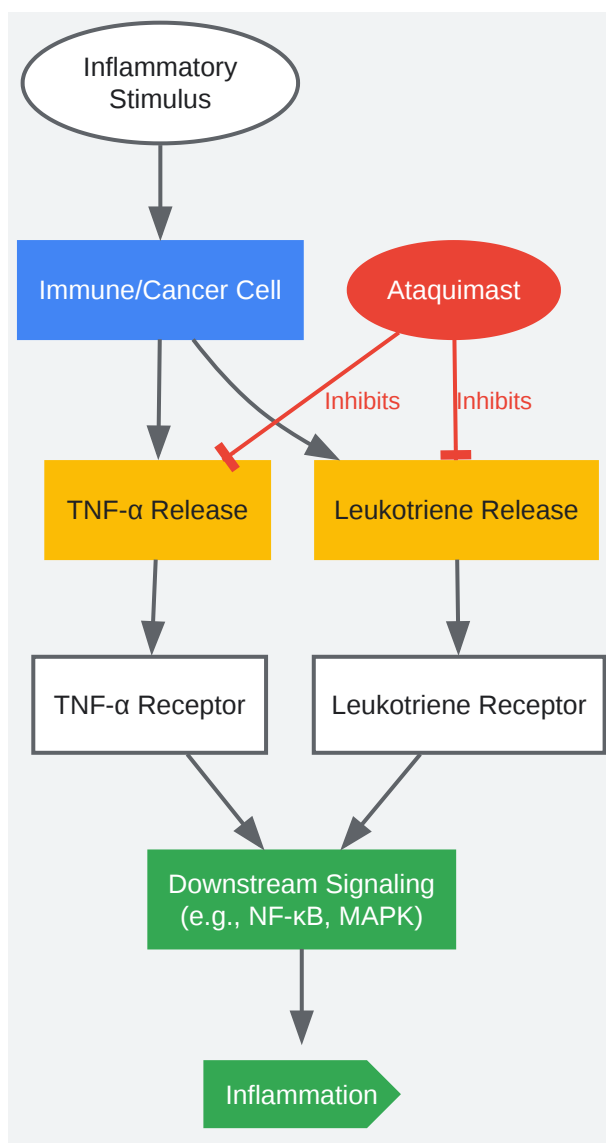 Inflammatory
Stimulus
Immune/Cancer Cell
Ataquimast
Inhibits
Inhibits
TNF-α Release
Leukotriene Release
TNF-α Receptor
Leukotriene Receptor
Downstream Signaling
(e.g., NF-κB, MAPK)
Inflammation